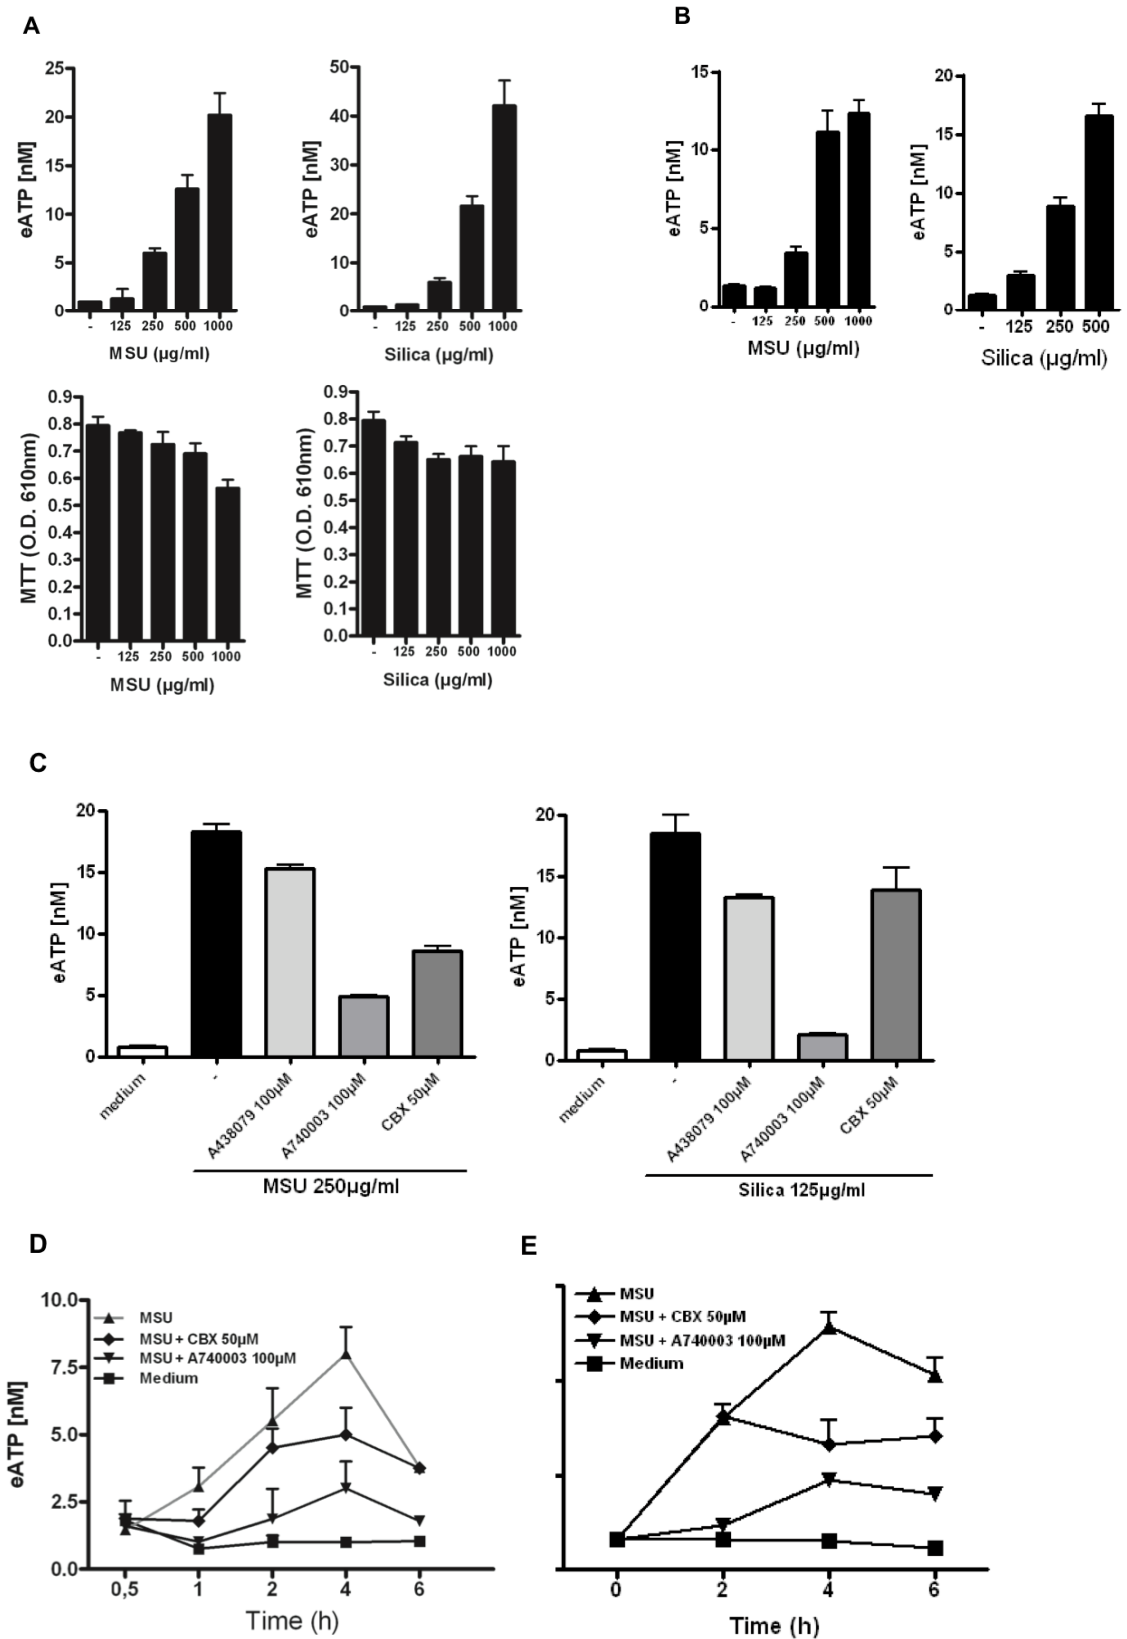 A
B
25
20
15
10
5
0
eATP [nM]
- 125 250 500 1000
MSU (µg/ml)
50
40
30
20
10
0
eATP [nM]
- 125 250 500 1000
Silica (µg/ml)
15
10
5
0
eATP [nM]
- 125 250 500 1000
MSU (µg/ml)
20
15
10
5
0
eATP [nM]
- 125 250 500
Silica (µg/ml)
0.9
0.8
0.7
0.6
0.5
0.4
0.3
0.2
0.1
0.0
MTT (O.D. 610nm)
- 125 250 500 1000
MSU (µg/ml)
0.9
0.8
0.7
0.6
0.5
0.4
0.3
0.2
0.1
0.0
MTT (O.D. 610nm)
- 125 250 500 1000
Silica (µg/ml)
C
20
15
10
5
0
eATP [nM]
medium
-
A438079 100µM
A740003 100µM
CBX 50µM
MSU 250µg/ml
20
15
10
5
0
eATP [nM]
medium
-
A438079 100µM
A740003 100µM
CBX 50µM
Silica 125µg/ml
D
10.0
7.5
5.0
2.5
0.0
eATP [nM]
MSU
MSU + CBX 50µM
MSU + A740003 100µM
Medium
0,5 1 2 4 6
Time (h)
E
MSU
MSU + CBX 50µM
MSU + A740003 100µM
Medium
0 2 4 6
Time (h)